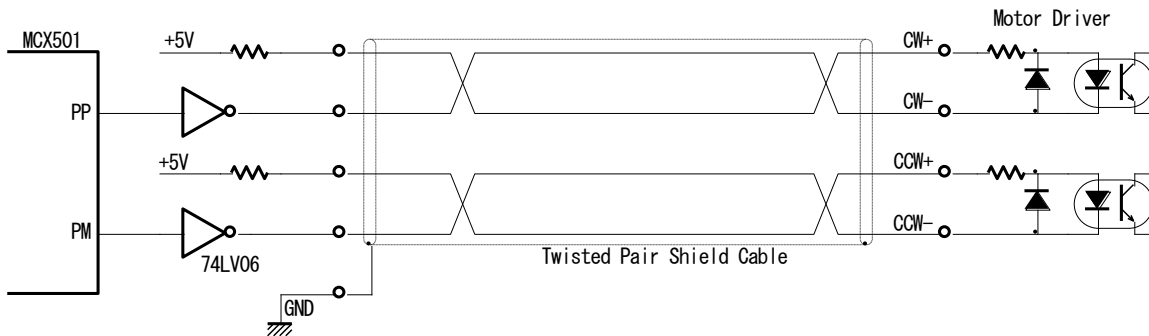 Motor Driver
MCX501
+5V
CW+
PP
CW-
+5V
CCW+
PM
CCW-
74LV06
Twisted Pair Shield Cable
GND